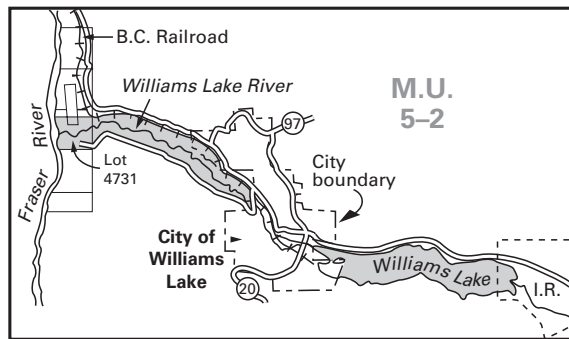 B.C. Railroad
Williams Lake River
M.U.
5–2
97
Fraser River
Lot
4731
City
boundary
City of
Williams
Lake
Williams Lake
I.R.
20